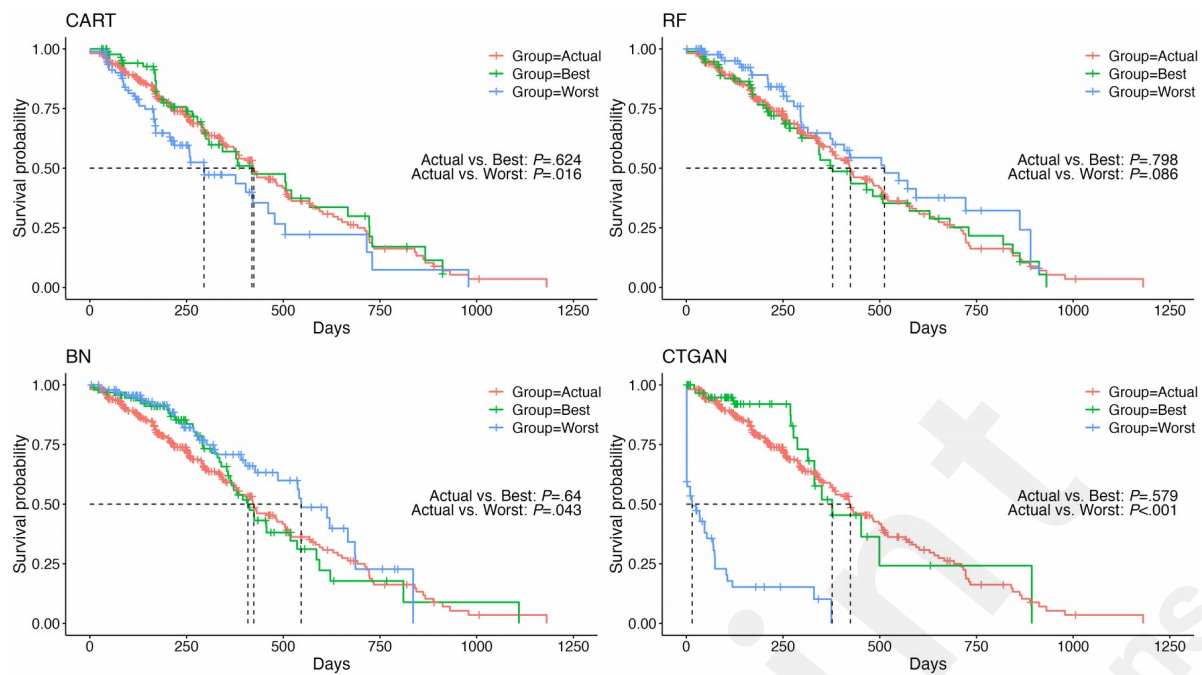 CART
1.00
0.75
0.50
0.25
0.00
Survival probability
Group=Actual
Group=Best
Group=Worst
Actual vs. Best: P=.624
Actual vs. Worst: P=.016
0 250 500 750 1000 1250
Days
RF
1.00
0.75
0.50
0.25
0.00
Survival probability
Group=Actual
Group=Best
Group=Worst
Actual vs. Best: P=.798
Actual vs. Worst: P=.086
0 250 500 750 1000 1250
Days
BN
1.00
0.75
0.50
0.25
0.00
Survival probability
Group=Actual
Group=Best
Group=Worst
Actual vs. Best: P=.64
Actual vs. Worst: P=.043
0 250 500 750 1000 1250
Days
CTGAN
1.00
0.75
0.50
0.25
0.00
Survival probability
Group=Actual
Group=Best
Group=Worst
Actual vs. Best: P=.579
Actual vs. Worst: P<.001
0 250 500 750 1000 1250
Days
int
ns